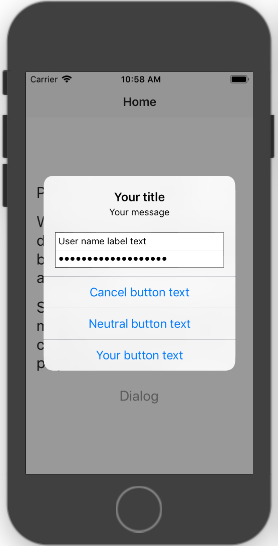 Carrier 10:58 AM
Home
Your title
Your message
User name label text
●●●●●●●●●●●●●●●●●●●
Cancel button text
Neutral button text
Your button text
Dialog